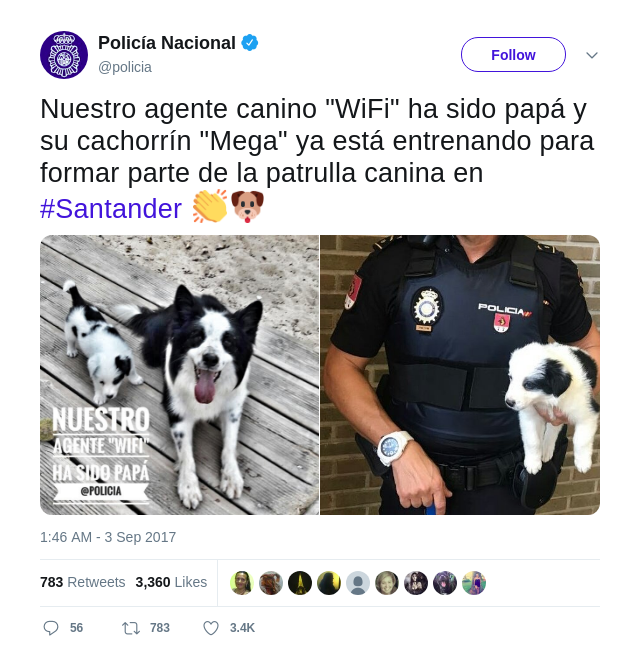 Policía Nacional
@policia
Follow
Nuestro agente canino "WiFi" ha sido papá y
su cachorrín "Mega" ya está entrenando para
formar parte de la patrulla canina en
#Santander
NUESTRO
AGENTE "WIFI"
HA SIDO PAPÁ
@POLICIA
POLICIA
1:46 AM - 3 Sep 2017
783 Retweets 3,360 Likes
56 783 3.4K